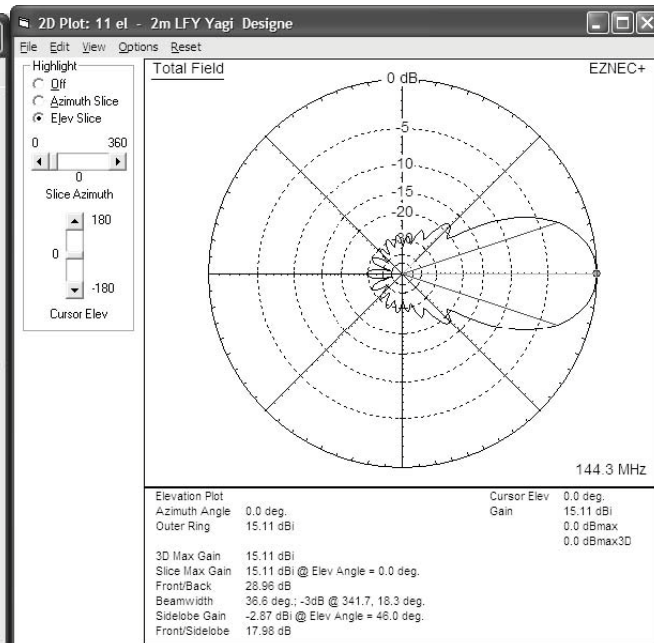 2D Plot: 11 el - 2m LFY Yagi Designe
File Edit View Options Reset
Highlight
Off
Azimuth Slice
Elev Slice
0 360
0
Slice Azimuth
180
0
-180
Cursor Elev
Total Field
EZNEC+
0 dB
-5
-10
-15
-20
144.3 MHz
Elevation Plot
Azimuth Angle 0.0 deg.
Outer Ring 15.11 dBi
3D Max Gain 15.11 dBi
Slice Max Gain 15.11 dBi @ Elev Angle = 0.0 deg.
Front/Back 28.96 dB
Beamwidth 36.6 deg.; -3dB @ 341.7, 18.3 deg.
Sidelobe Gain -2.87 dBi @ Elev Angle = 46.0 deg.
Front/Sidelobe 17.98 dB
Cursor Elev 0.0 deg.
Gain 15.11 dBi
0.0 dBmax
0.0 dBmax3D